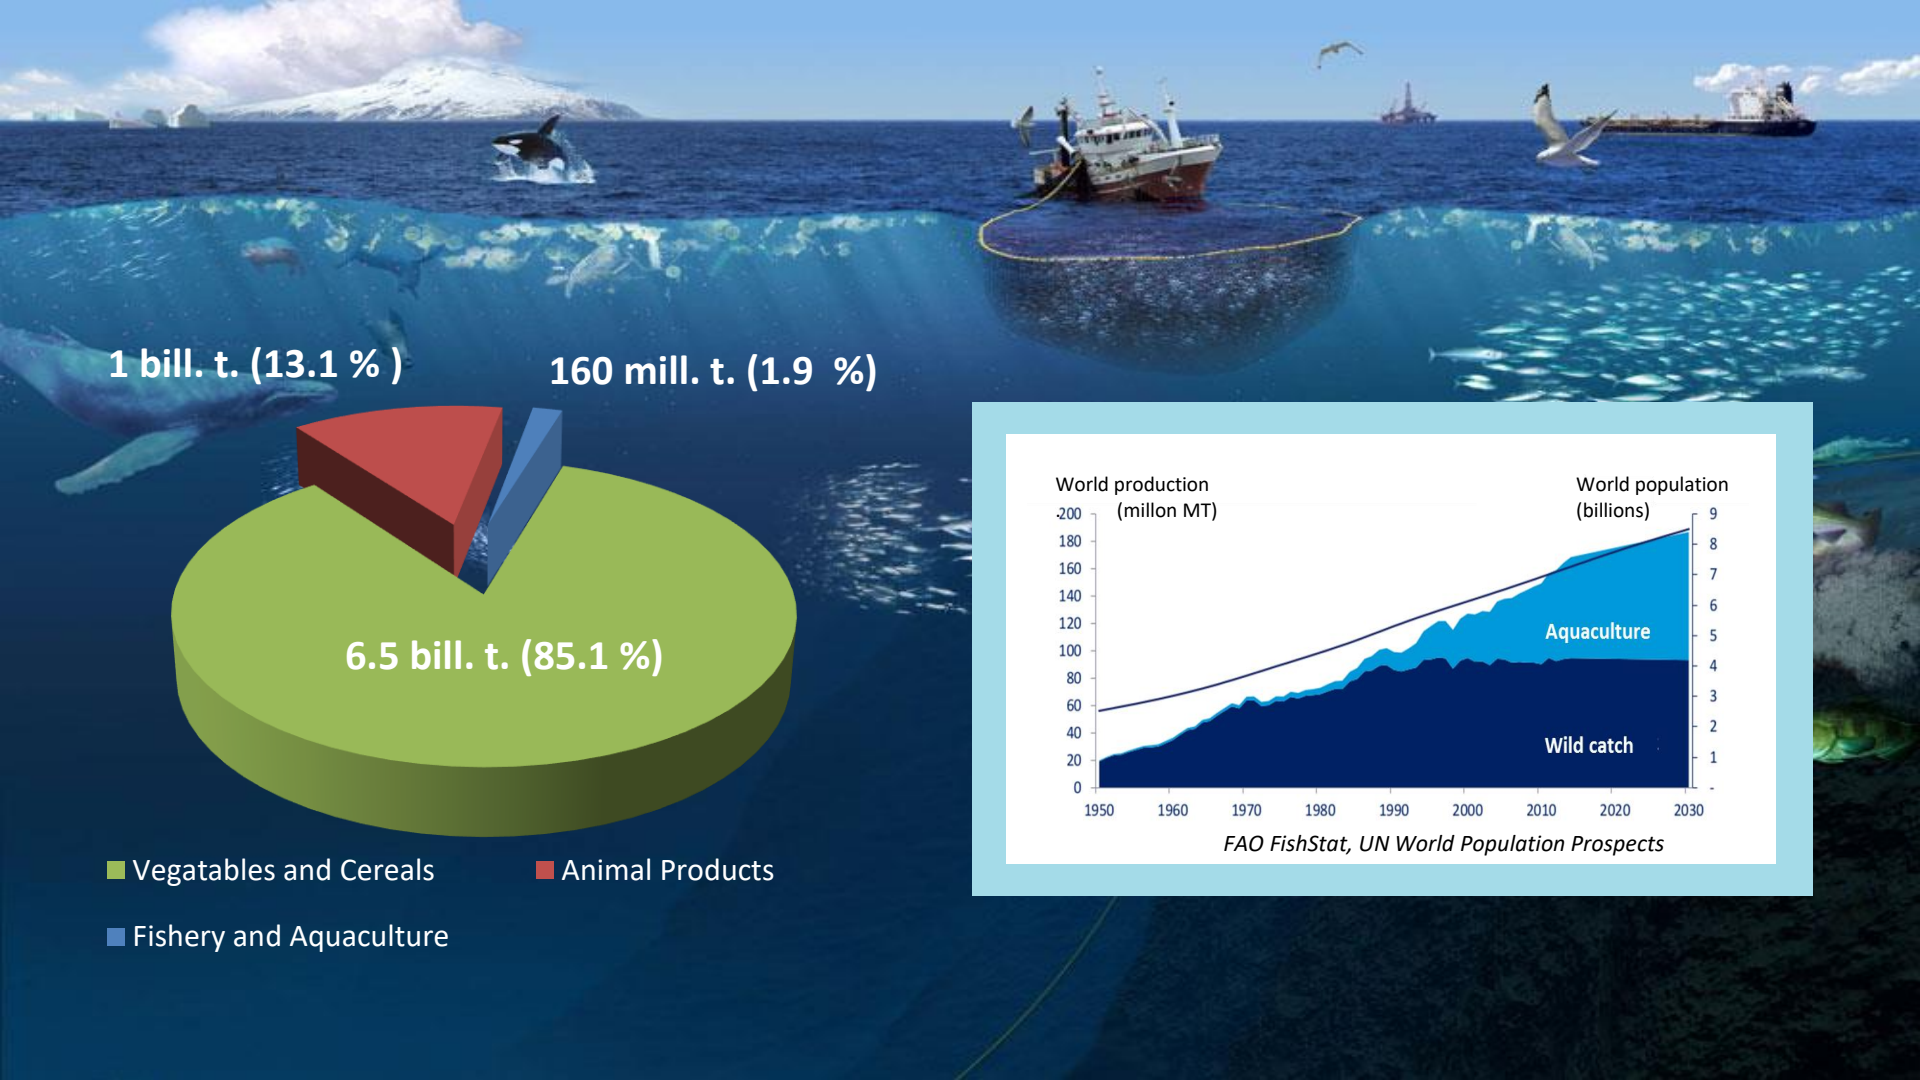 1 bill. t. (13.1 % )
160 mill. t. (1.9 %)
6.5 bill. t. (85.1 %)
Vegatables and Cereals
Animal Products
Fishery and Aquaculture
World production
(millon MT)
World population
(billions)
200
180
160
140
120
100
80
60
40
20
0
9
8
7
6
5
4
3
2
1
-
Aquaculture
Wild catch
1950 1960 1970 1980 1990 2000 2010 2020 2030
FAO FishStat, UN World Population Prospects